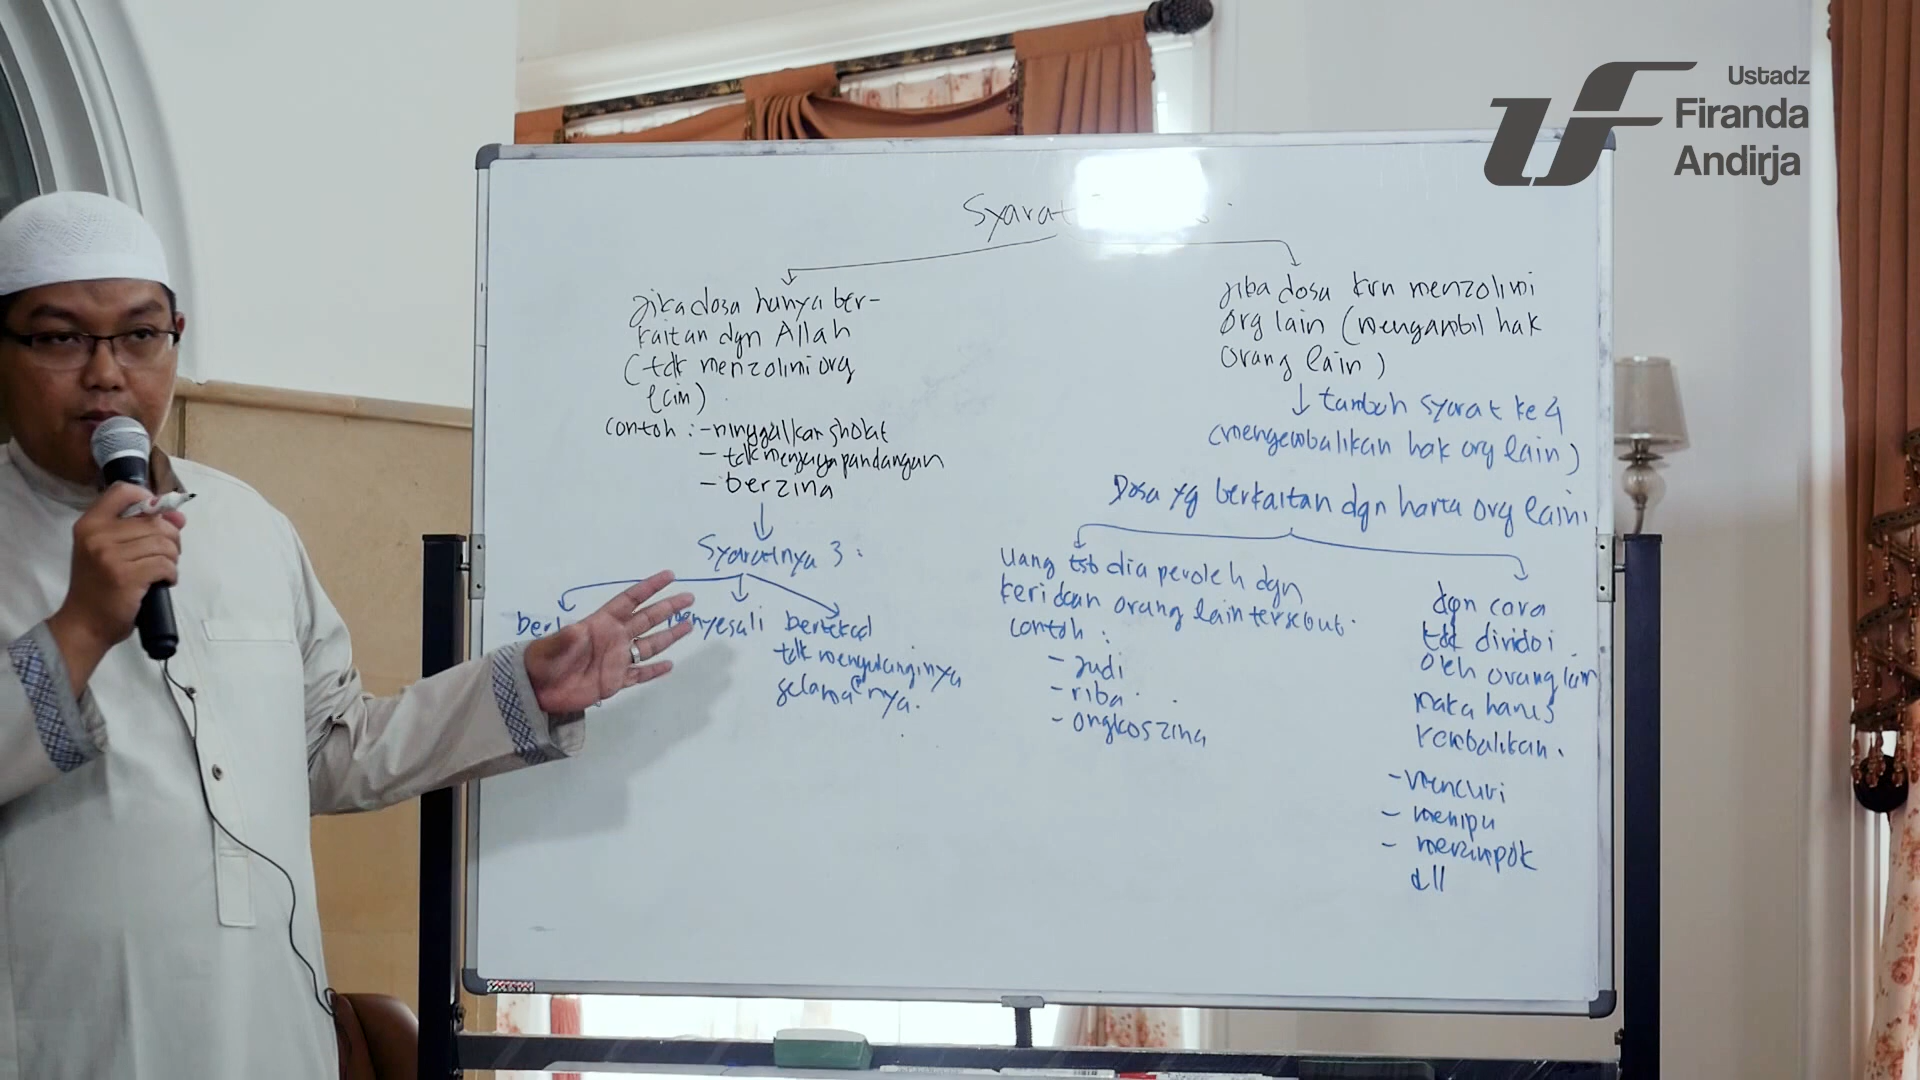 Ustadz
Firanda
Andirja
Syarat
jika dosa hanya ber-
kaitan dgn Allah
(tdk menzolimi org
lain)
contoh : - ninggalkan sholat
- tdk menjaga pandangan
- berzina
Syaratnya 3 :
menyesali
bertekad
tdk mengulanginya
selama²nya.
jika dosa krn menzolimi
org lain (mengambil hak
orang lain)
↓ tambah syarat ke 4
(mengembalikan hak org lain)
Dosa yg berkaitan dgn harta org lain
Uang tsb dia peroleh dgn
keridoan orang lain tersebut.
contoh :
- judi
- riba
- ongkos zina
dgn cara
tdk diridoi
oleh orang lain
maka harus
kembalikan.
- mencuri
- menipu
- merampok
dll